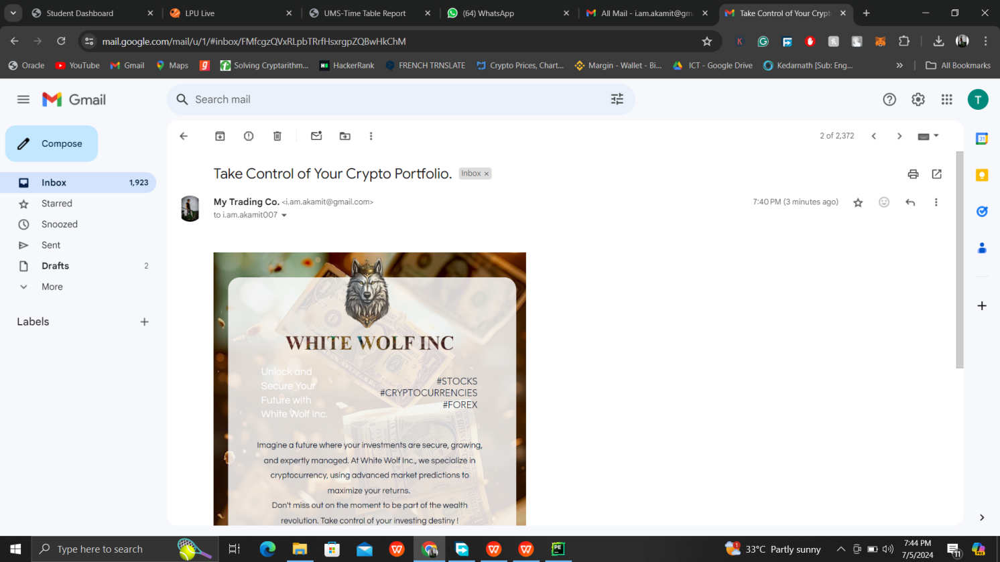 Student Dashboard
LPU Live
UMS-Time Table Report
(64) WhatsApp
All Mail - i.am.akamit@gm
Take Control of Your Crypt
mail.google.com/mail/u/1/#inbox/FMfcgzQVxRLpbTRrfHsxrgpZQBwHkChM
Oracle
YouTube
Gmail
Maps
Solving Cryptarithm...
HackerRank
FRENCH TRNSLATE
Crypto Prices, Chart...
Margin - Wallet - Bi...
ICT - Google Drive
Kedarnath [Sub: Eng...
All Bookmarks
Gmail
Search mail
T
Compose
2 of 2,372
Inbox 1,923
Starred
Snoozed
Sent
Drafts 2
More
Labels
Take Control of Your Crypto Portfolio.
Inbox ×
My Trading Co. <i.am.akamit@gmail.com>
7:40 PM (3 minutes ago)
to i.am.akamit007
WHITE WOLF INC
Unlock and
Secure Your
Future with
White Wolf Inc.
#STOCKS
#CRYPTOCURRENCIES
#FOREX
Imagine a future where your investments are secure, growing,
and expertly managed. At White Wolf Inc., we specialize in
cryptocurrency, using advanced market predictions to
maximize your returns.
Don't miss out on the moment to be part of the wealth
revolution. Take control of your investing destiny !
Type here to search
33°C Partly sunny
7:44 PM
7/5/2024
11